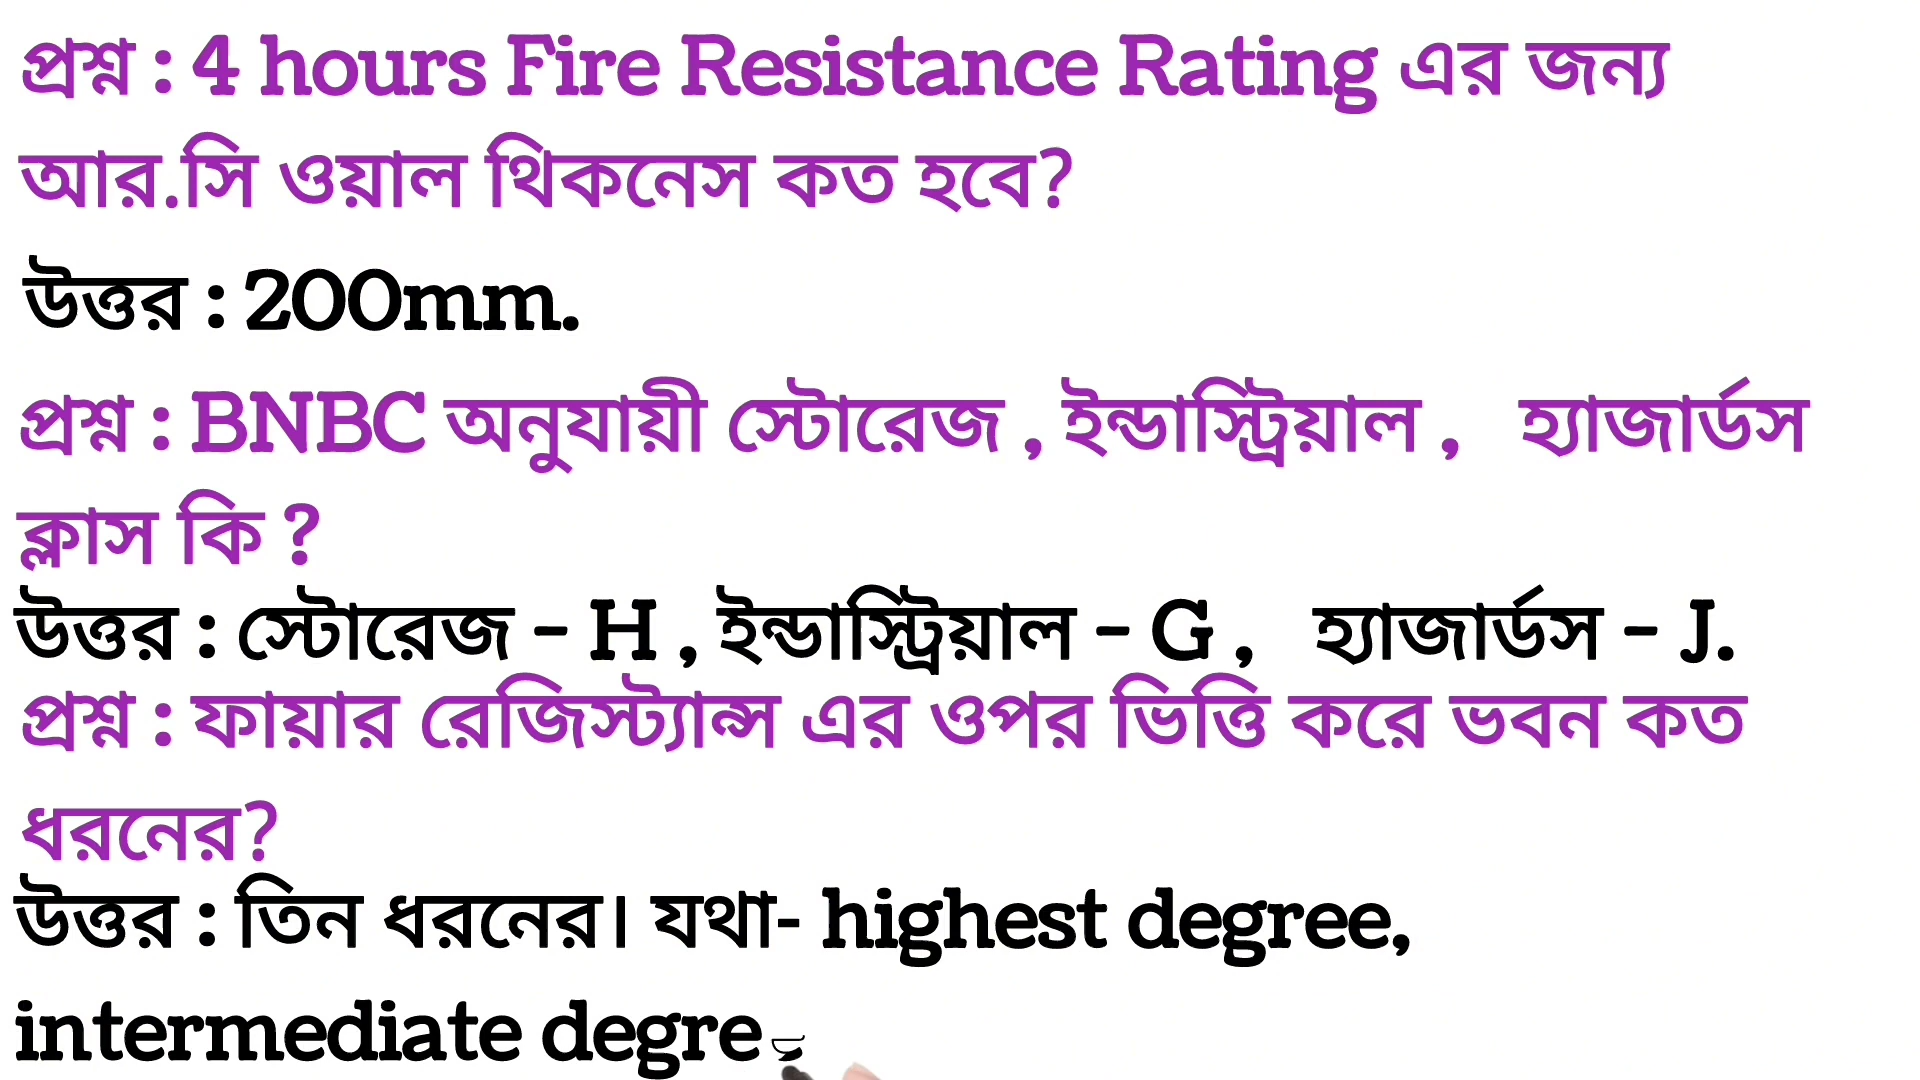 প্রশ্ন : 4 hours Fire Resistance Rating এর জন্য
আর.সি ওয়াল থিকনেস কত হবে?
উত্তর : 200mm.
প্রশ্ন : BNBC অনুযায়ী স্টোরেজ , ইন্ডাস্ট্রিয়াল , হ্যাজার্ডস
ক্লাস কি ?
উত্তর : স্টোরেজ – H , ইন্ডাস্ট্রিয়াল – G , হ্যাজার্ডস – J.
প্রশ্ন : ফায়ার রেজিস্ট্যান্স এর ওপর ভিত্তি করে ভবন কত
ধরনের?
উত্তর : তিন ধরনের। যথা- highest degree,
intermediate degre